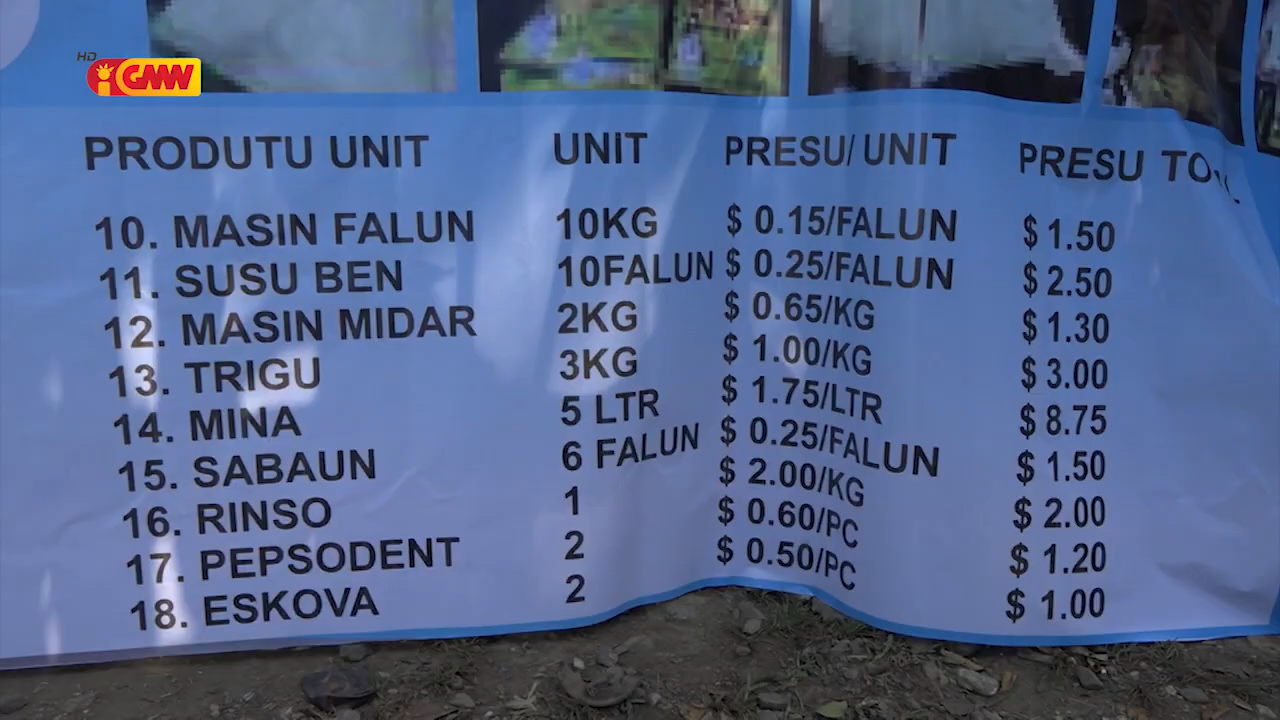 HD
GMN
PRODUTU UNIT UNIT PRESU/UNIT PRESU
10. MASIN FALUN 10KG $ 0.15/FALUN $ 1.50
11. SUSU BEN 10FALUN $ 0.25/FALUN $ 2.50
12. MASIN MIDAR 2KG $ 0.65/KG $ 1.30
13. TRIGU 3KG $ 1.00/KG $ 3.00
14. MINA 5 LTR $ 1.75/LTR $ 8.75
15. SABAUN 6 FALUN $ 0.25/FALUN $ 1.50
16. RINSO 1 $ 2.00/KG $ 2.00
17. PEPSODENT 2 $ 0.60/PC $ 1.20
18. ESKOVA 2 $ 0.50/PC $ 1.00